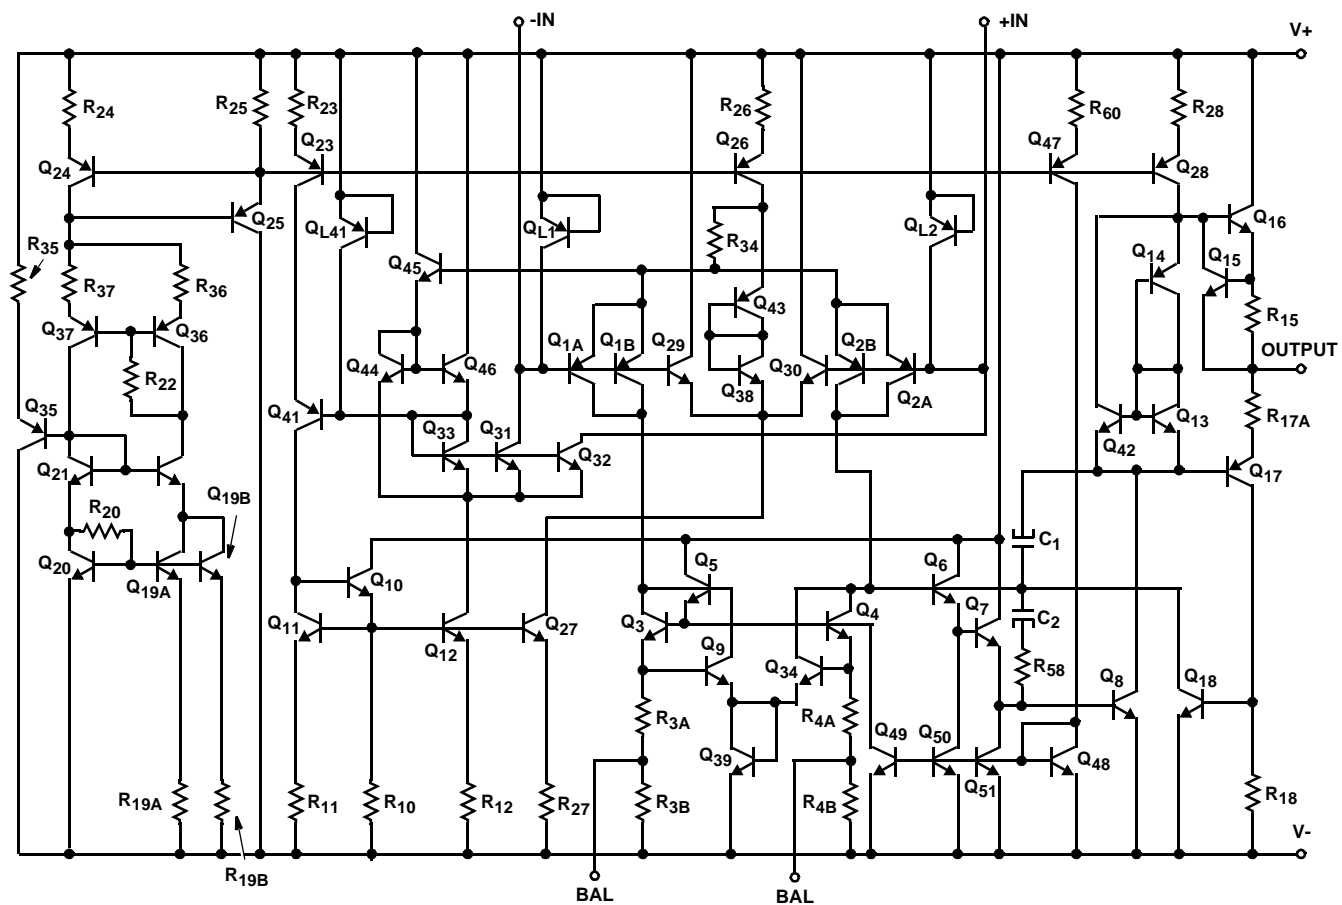 -IN
+IN
V+
R24
R25
R23
R26
R60
R28
Q24
Q23
Q26
Q47
Q28
Q25
QL41
QL1
QL2
Q16
R35
R34
Q14
Q15
Q45
R37
R36
Q43
R15
Q37
Q36
Q1A
Q1B
Q29
Q2B
OUTPUT
R22
Q44
Q46
Q38
Q30
Q2A
Q35
Q41
Q33
Q31
Q32
Q13
R17A
Q42
Q21
Q17
Q19B
R20
C1
Q20
Q19A
Q10
Q5
Q6
Q11
Q12
Q27
Q3
Q4
Q7
C2
Q9
Q34
R58
Q8
Q18
R3A
R4A
Q49
Q50
Q39
Q51
Q48
R19A
R11
R10
R12
R27
R3B
R4B
R18
V-
R19B
BAL
BAL